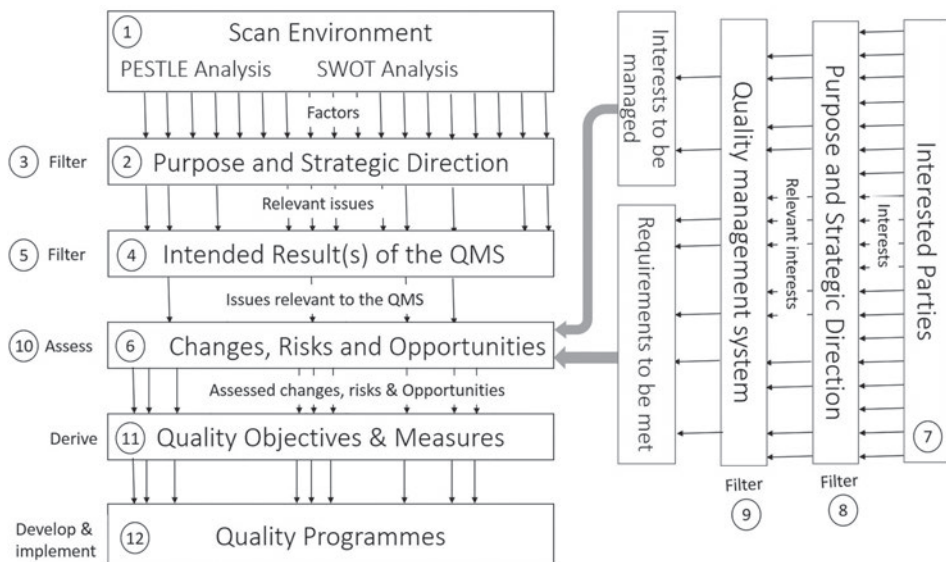 1
Scan Environment
PESTLE Analysis
SWOT Analysis
Factors
3
Filter
2
Purpose and Strategic Direction
Relevant issues
5
Filter
4
Intended Result(s) of the QMS
Issues relevant to the QMS
10
Assess
6
Changes, Risks and Opportunities
Assessed changes, risks & Opportunities
Derive
11
Quality Objectives & Measures
Develop &
implement
12
Quality Programmes
Interests to be
managed
Requirements to be met
Quality management system
Filter
9
Relevant interests
Purpose and Strategic Direction
Filter
8
Interests
Interested Parties
7